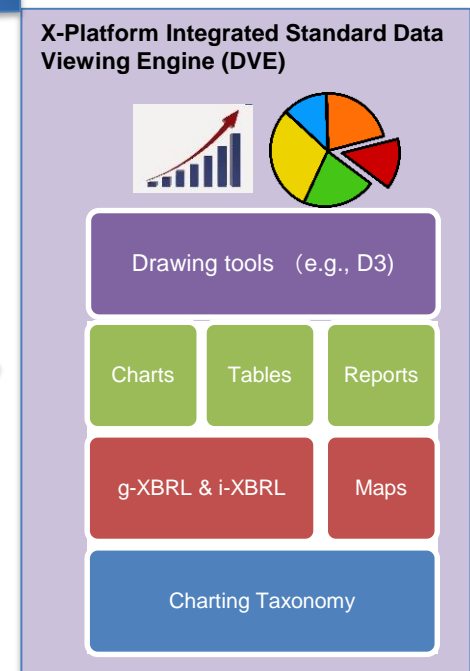 X-Platform Integrated Standard Data
Viewing Engine (DVE)
Drawing tools （e.g., D3)
Charts Tables Reports
g-XBRL & i-XBRL Maps
Charting Taxonomy